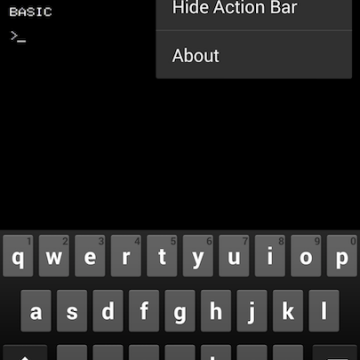 BASIC
>_
Hide Action Bar
About
1 2 3 4 5 6 7 8 9 0
q w e r t y u i o p
a s d f g h j k l